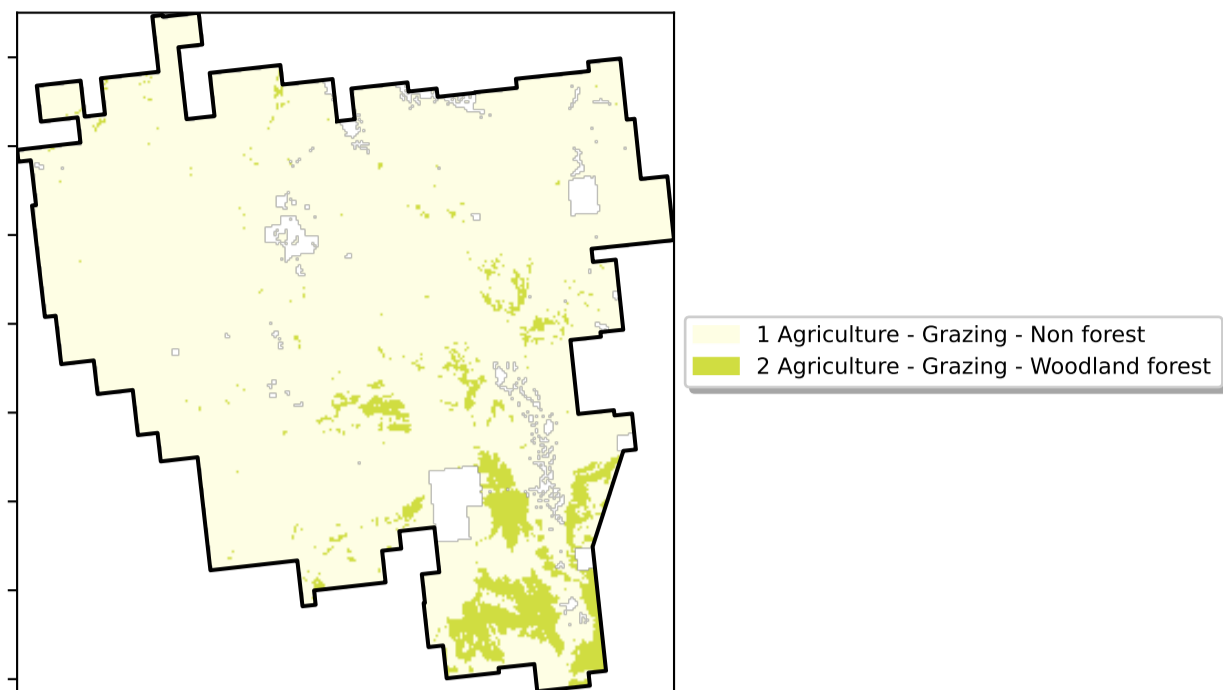 1 Agriculture - Grazing - Non forest
2 Agriculture - Grazing - Woodland forest